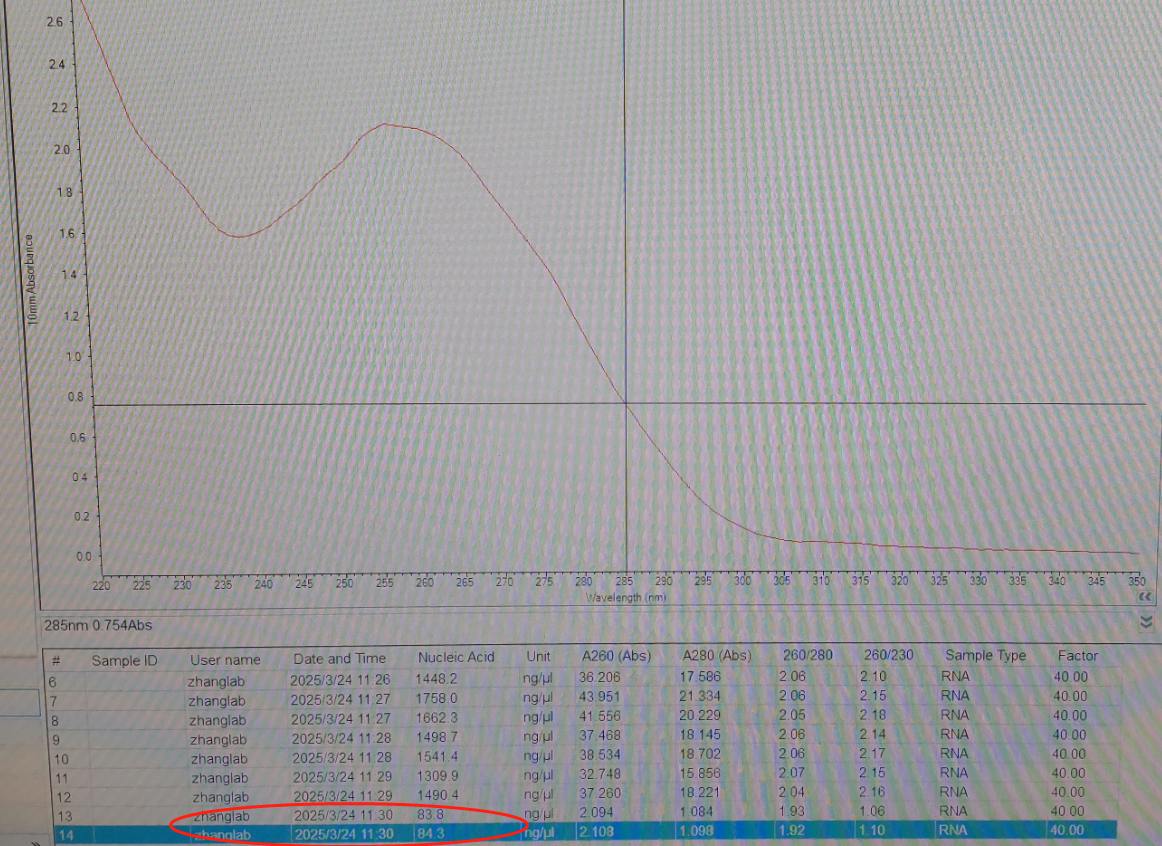 2.6
2.4
2.2
2.0
1.8
1.6
1.4
1.2
1.0
0.8
0.6
0.4
0.2
0.0
10mm Absorbance
220 225 230 235 240 245 250 255 260 265 270 275 280 285 290 295 300 305 310 315 320 325 330 335 340 345 350
Wavelength (nm)
285nm 0.754Abs
# Sample ID User name Date and Time Nucleic Acid Unit A260 (Abs) A280 (Abs) 260/280 260/230 Sample Type Factor
6 zhanglab 2025/3/24 11:26 1448.2 ng/µl 36.206 17.586 2.06 2.10 RNA 40.00
7 zhanglab 2025/3/24 11:27 1758.0 ng/µl 43.951 21.334 2.06 2.15 RNA 40.00
8 zhanglab 2025/3/24 11:27 1662.3 ng/µl 41.556 20.229 2.05 2.18 RNA 40.00
9 zhanglab 2025/3/24 11:28 1498.7 ng/µl 37.468 18.145 2.06 2.14 RNA 40.00
10 zhanglab 2025/3/24 11:28 1541.4 ng/µl 38.534 18.702 2.06 2.17 RNA 40.00
11 zhanglab 2025/3/24 11:29 1309.9 ng/µl 32.748 15.856 2.07 2.15 RNA 40.00
12 zhanglab 2025/3/24 11:29 1490.4 ng/µl 37.260 18.221 2.04 2.16 RNA 40.00
13 zhanglab 2025/3/24 11:30 83.8 ng/µl 2.094 1.084 1.93 1.06 RNA 40.00
14 zhanglab 2025/3/24 11:30 84.3 ng/µl 2.108 1.098 1.92 1.10 RNA 40.00